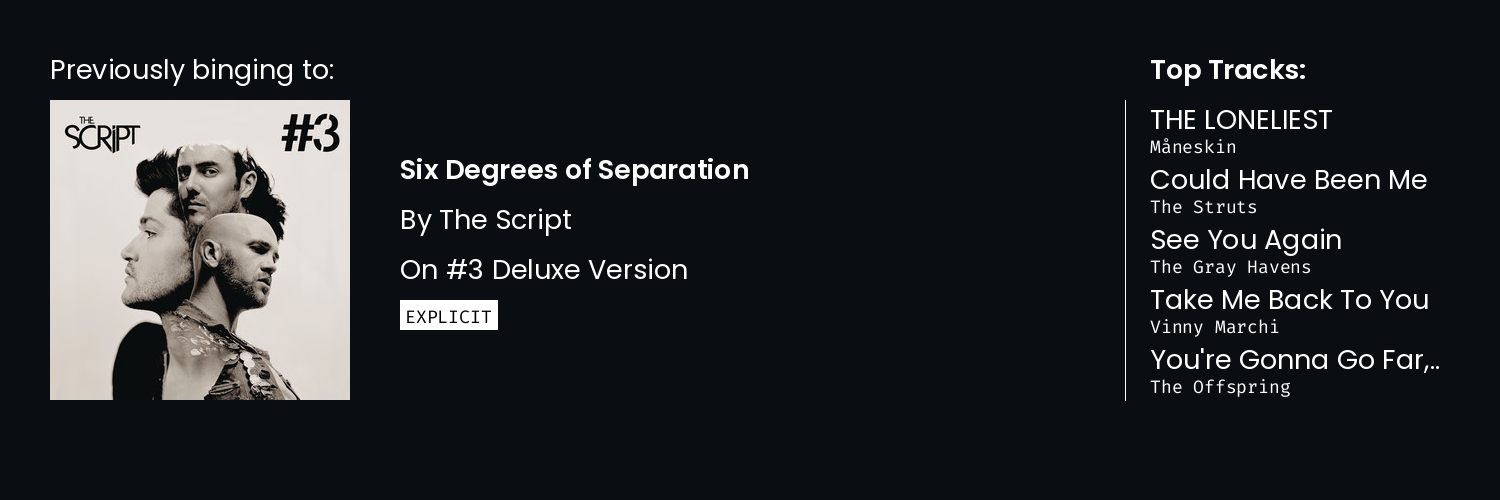 Previously binging to:
THE
SCRIPT
#3
Six Degrees of Separation
By The Script
On #3 Deluxe Version
EXPLICIT
Top Tracks:
THE LONELIEST
Måneskin
Could Have Been Me
The Struts
See You Again
The Gray Havens
Take Me Back To You
Vinny Marchi
You're Gonna Go Far,..
The Offspring